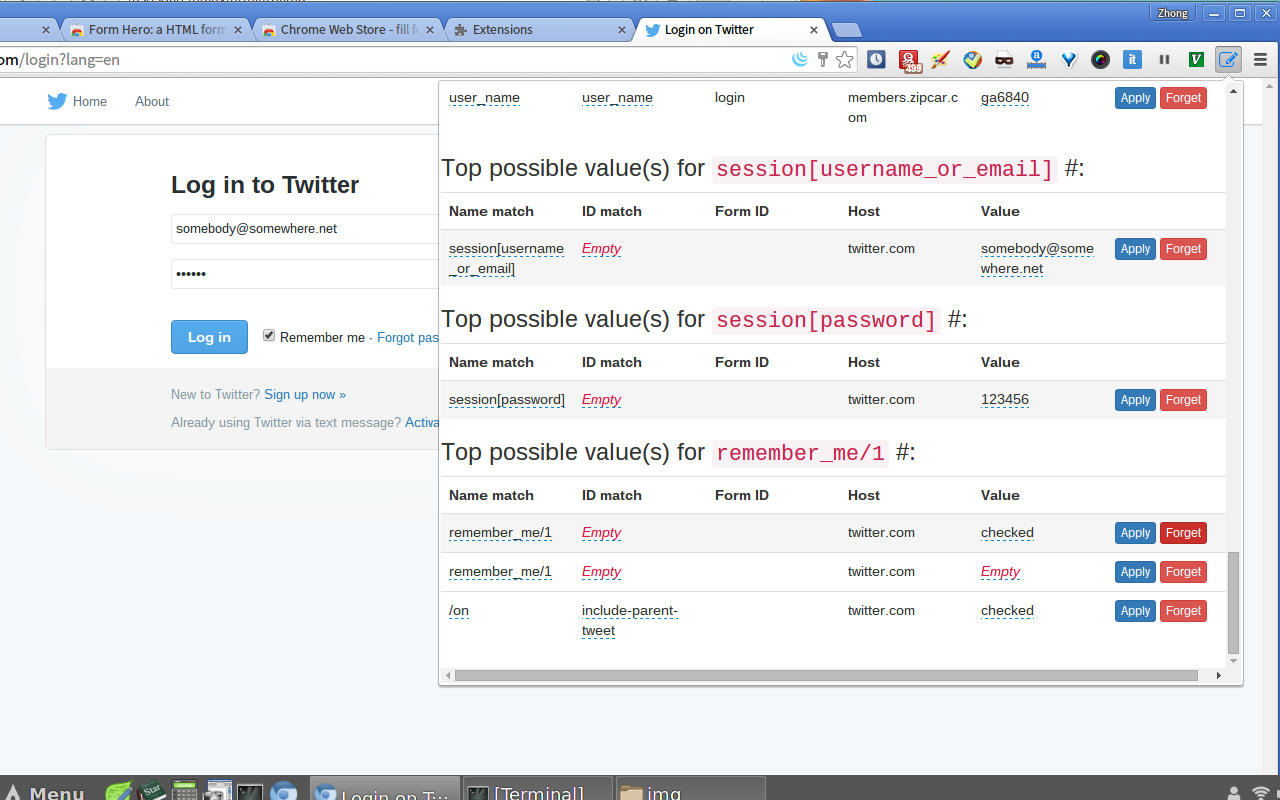 Zhong
Form Hero: a HTML form
Chrome Web Store - fill f
Extensions
Login on Twitter
om/login?lang=en
499
a
it
V
Home
About
Log in to Twitter
somebody@somewhere.net
••••••
Log in
Remember me · Forgot pas
New to Twitter? Sign up now »
Already using Twitter via text message? Activa
user_name user_name login members.zipcar.c ga6840 Apply Forget
om
Top possible value(s) for session[username_or_email] #:
Name match ID match Form ID Host Value
session[username Empty twitter.com somebody@some Apply Forget
_or_email] where.net
Top possible value(s) for session[password] #:
Name match ID match Form ID Host Value
session[password] Empty twitter.com 123456 Apply Forget
Top possible value(s) for remember_me/1 #:
Name match ID match Form ID Host Value
remember_me/1 Empty twitter.com checked Apply Forget
remember_me/1 Empty twitter.com Empty Apply Forget
/on include-parent- twitter.com checked Apply Forget
tweet
Menu
Star
Login on T...
[Terminal]
img